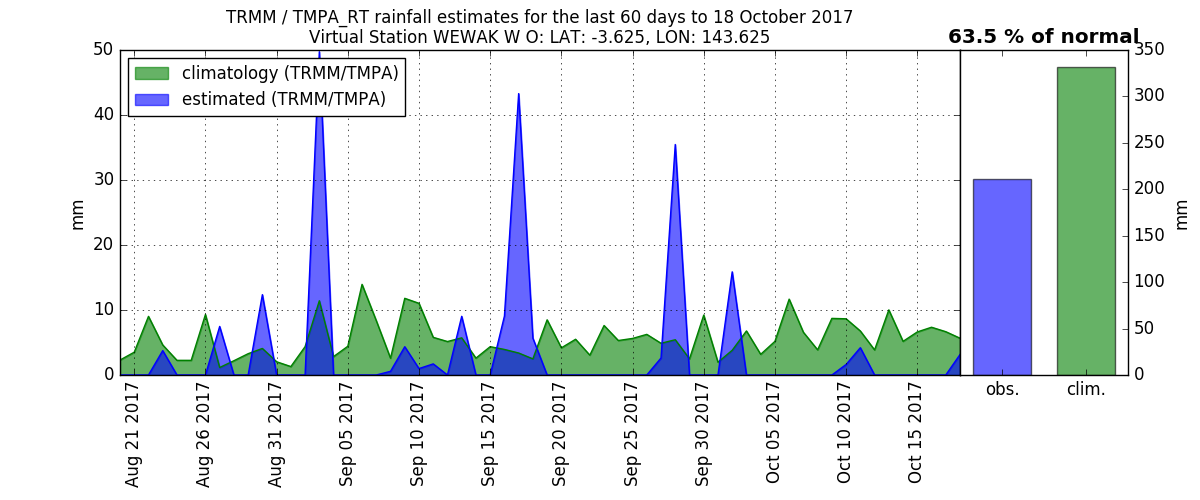 TRMM / TMPA_RT rainfall estimates for the last 60 days to 18 October 2017
Virtual Station WEWAK W O: LAT: -3.625, LON: 143.625
63.5 % of normal
climatology (TRMM/TMPA)
estimated (TRMM/TMPA)
50
40
30
20
10
0
mm
Aug 21 2017
Aug 26 2017
Aug 31 2017
Sep 05 2017
Sep 10 2017
Sep 15 2017
Sep 20 2017
Sep 25 2017
Sep 30 2017
Oct 05 2017
Oct 10 2017
Oct 15 2017
obs.
clim.
350
300
250
200
150
100
50
0
mm